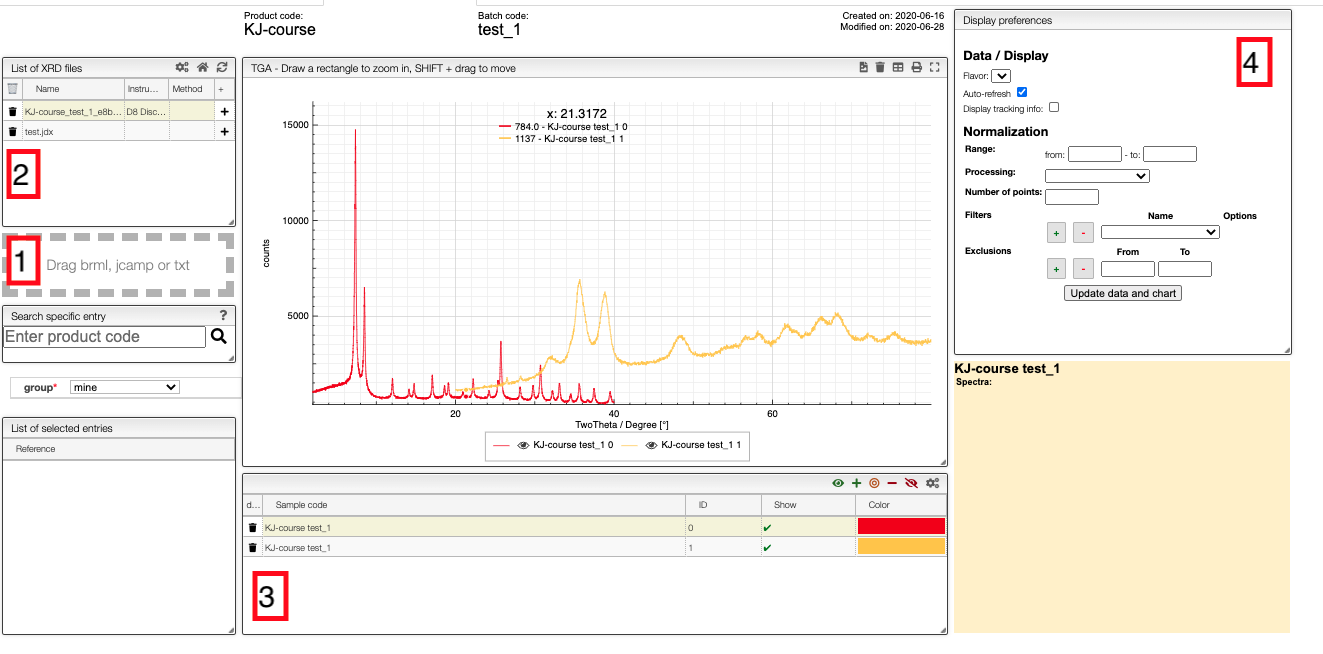 Product code:
KJ-course
Batch code:
test_1
Created on: 2020-06-16
Modified on: 2020-06-28
List of XRD files
Name Instru... Method +
KJ-course_test_1_e8b... D8 Disc... +
test.jdx +
2
1
Drag brml, jcamp or txt
Search specific entry ?
Enter product code
group* mine
List of selected entries
Reference
TGA - Draw a rectangle to zoom in, SHIFT + drag to move
x: 21.3172
784.0 - KJ-course test_1 0
1137 - KJ-course test_1 1
15000
10000
5000
counts
20 40 60
TwoTheta / Degree [°]
KJ-course test_1 0 KJ-course test_1 1
d... Sample code ID Show Color
KJ-course test_1 0 ✔
KJ-course test_1 1 ✔
3
Display preferences
4
Data / Display
Flavor:
Auto-refresh
Display tracking info:
Normalization
Range: from: - to:
Processing:
Number of points:
Filters Name Options
+ -
Exclusions From To
+ -
Update data and chart
KJ-course test_1
Spectra: